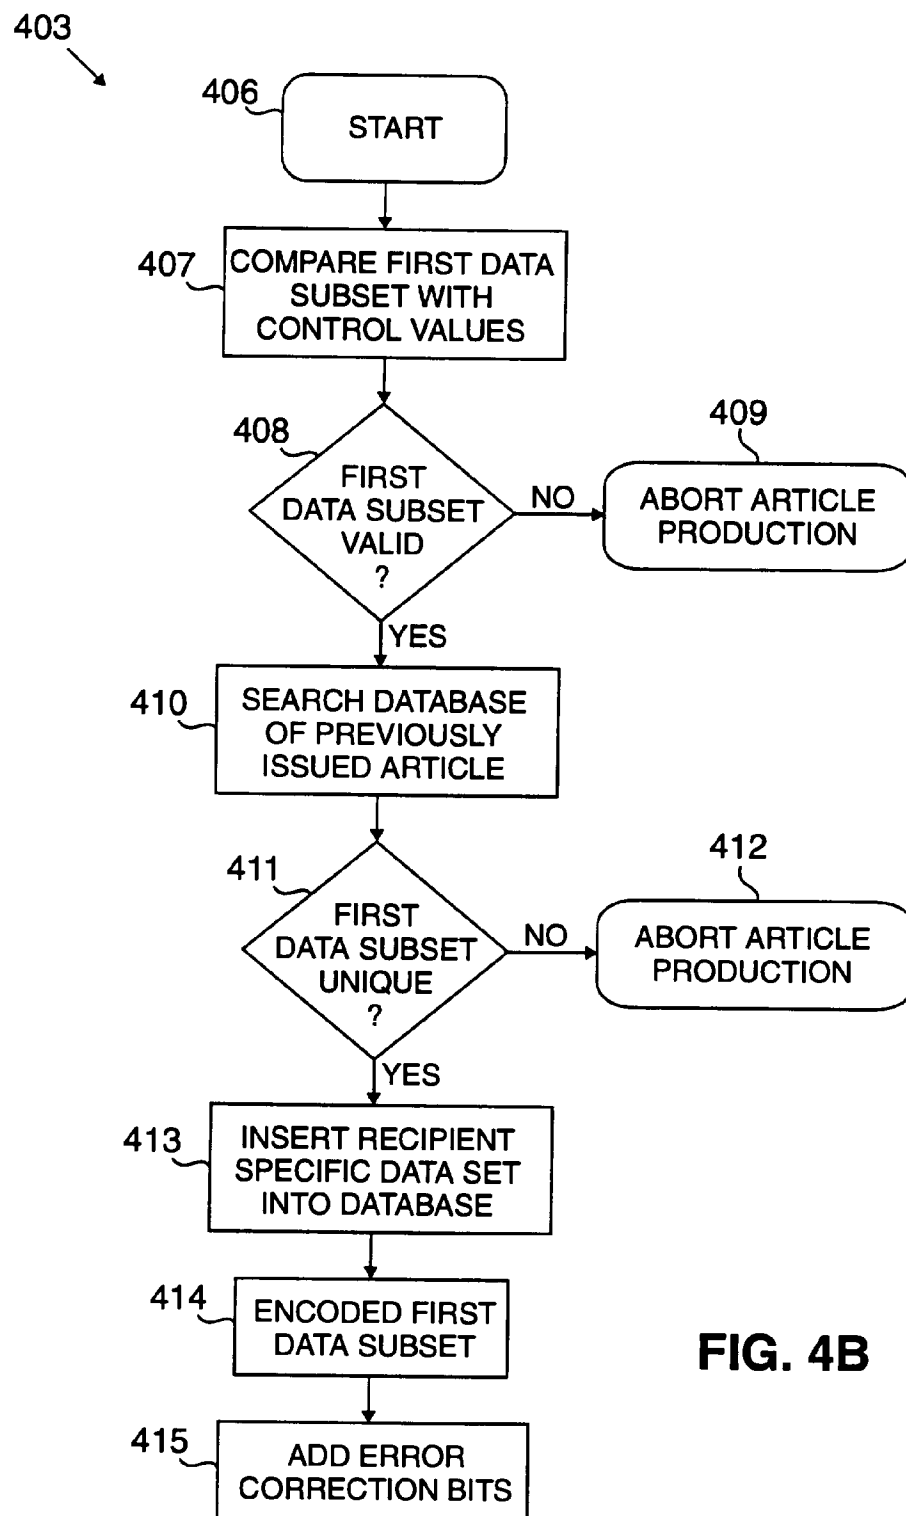 403
406
START
407
COMPARE FIRST DATA
SUBSET WITH
CONTROL VALUES
408
FIRST
DATA SUBSET
VALID
?
NO
409
ABORT ARTICLE
PRODUCTION
YES
410
SEARCH DATABASE
OF PREVIOUSLY
ISSUED ARTICLE
411
FIRST
DATA SUBSET
UNIQUE
?
NO
412
ABORT ARTICLE
PRODUCTION
YES
413
INSERT RECIPIENT
SPECIFIC DATA SET
INTO DATABASE
414
ENCODED FIRST
DATA SUBSET
FIG. 4B
415
ADD ERROR
CORRECTION BITS